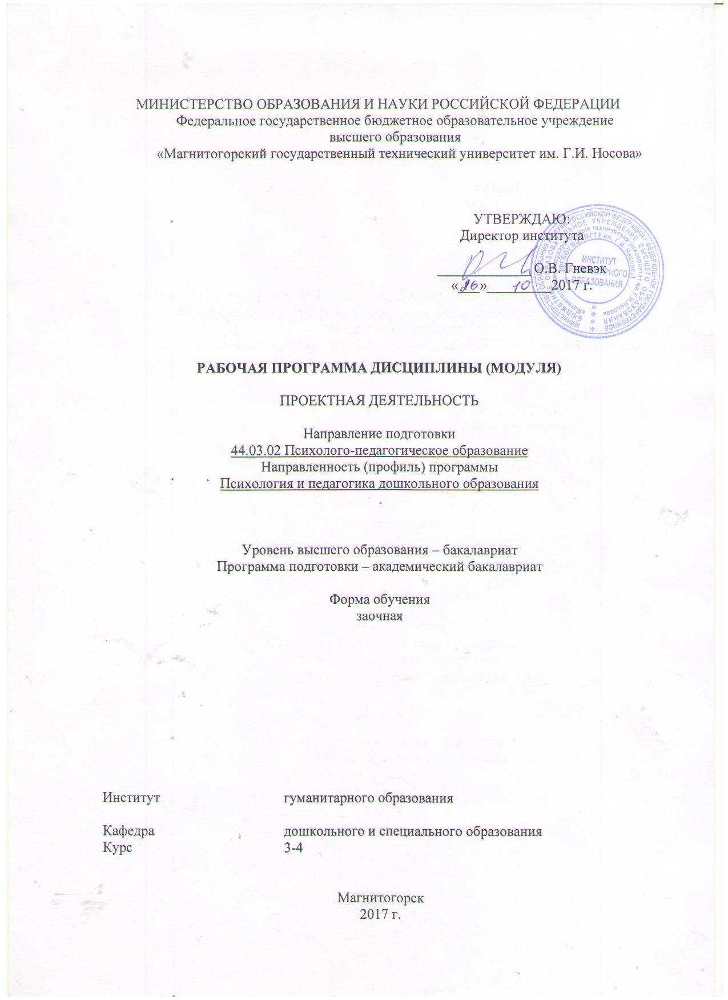 МИНИСТЕРСТВО ОБРАЗОВАНИЯ И НАУКИ РОССИЙСКОЙ ФЕДЕРАЦИИ
Федеральное государственное бюджетное образовательное учреждение
высшего образования
«Магнитогорский государственный технический университет им. Г.И. Носова»
УТВЕРЖДАЮ:
Директор института
О.В. Гневэк
«26» 10 2017 г.
ИНСТИТУТ
ГУМАНИТАРНОГО
ОБРАЗОВАНИЯ
РАБОЧАЯ ПРОГРАММА ДИСЦИПЛИНЫ (МОДУЛЯ)
ПРОЕКТНАЯ ДЕЯТЕЛЬНОСТЬ
Направление подготовки
44.03.02 Психолого-педагогическое образование
Направленность (профиль) программы
Психология и педагогика дошкольного образования
Уровень высшего образования – бакалавриат
Программа подготовки – академический бакалавриат
Форма обучения
заочная
Институт гуманитарного образования
Кафедра дошкольного и специального образования
Курс 3-4
Магнитогорск
2017 г.